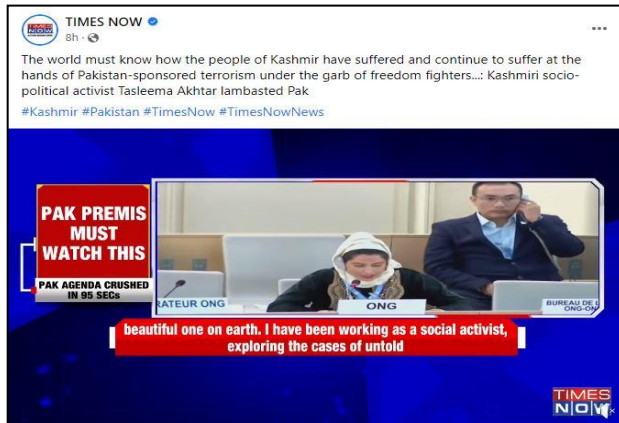 TIMES NOW
TIMES NOW
8h
The world must know how the people of Kashmir have suffered and continue to suffer at the
hands of Pakistan-sponsored terrorism under the garb of freedom fighters...: Kashmiri socio-
political activist Tasleema Akhtar lambasted Pak
#Kashmir #Pakistan #TimesNow #TimesNowNews
PAK PREMIS
MUST
WATCH THIS
PAK AGENDA CRUSHED
IN 95 SECs
RATEUR ONG
ONG
BUREAU DE L
ONG-ON
beautiful one on earth. I have been working as a social activist,
exploring the cases of untold
TIMES
NOW